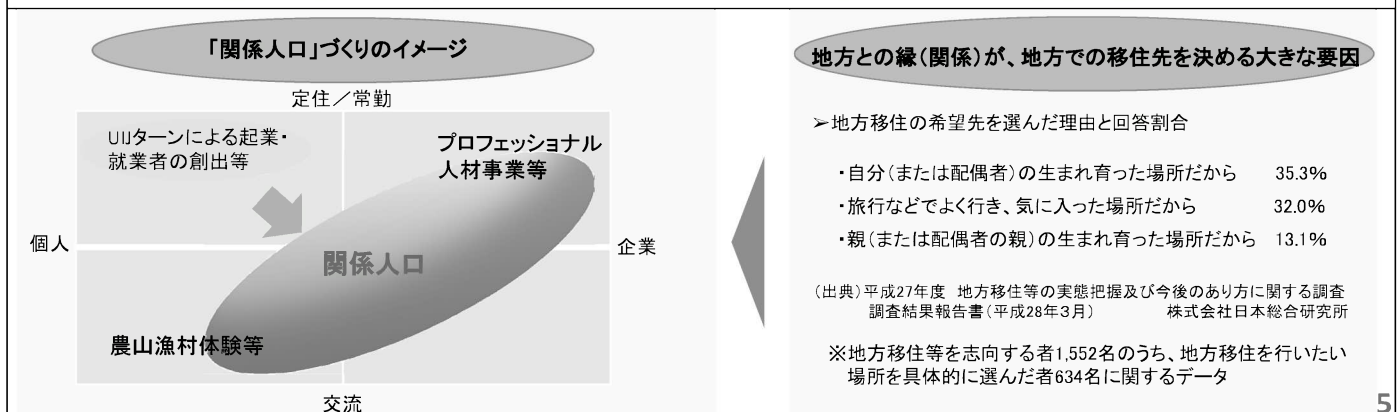 「関係人口」づくりのイメージ
定住／常勤
UIJターンによる起業・
就業者の創出等
プロフェッショナル
人材事業等
個人
企業
関係人口
農山漁村体験等
交流
地方との縁（関係）が、地方での移住先を決める大きな要因
➢地方移住の希望先を選んだ理由と回答割合
・自分（または配偶者）の生まれ育った場所だから 35.3%
・旅行などでよく行き、気に入った場所だから 32.0%
・親（または配偶者の親）の生まれ育った場所だから 13.1%
（出典）平成27年度 地方移住等の実態把握及び今後のあり方に関する調査
調査結果報告書（平成28年3月） 株式会社日本総合研究所
※地方移住等を志向する者1,552名のうち、地方移住を行いたい
場所を具体的に選んだ者634名に関するデータ
5